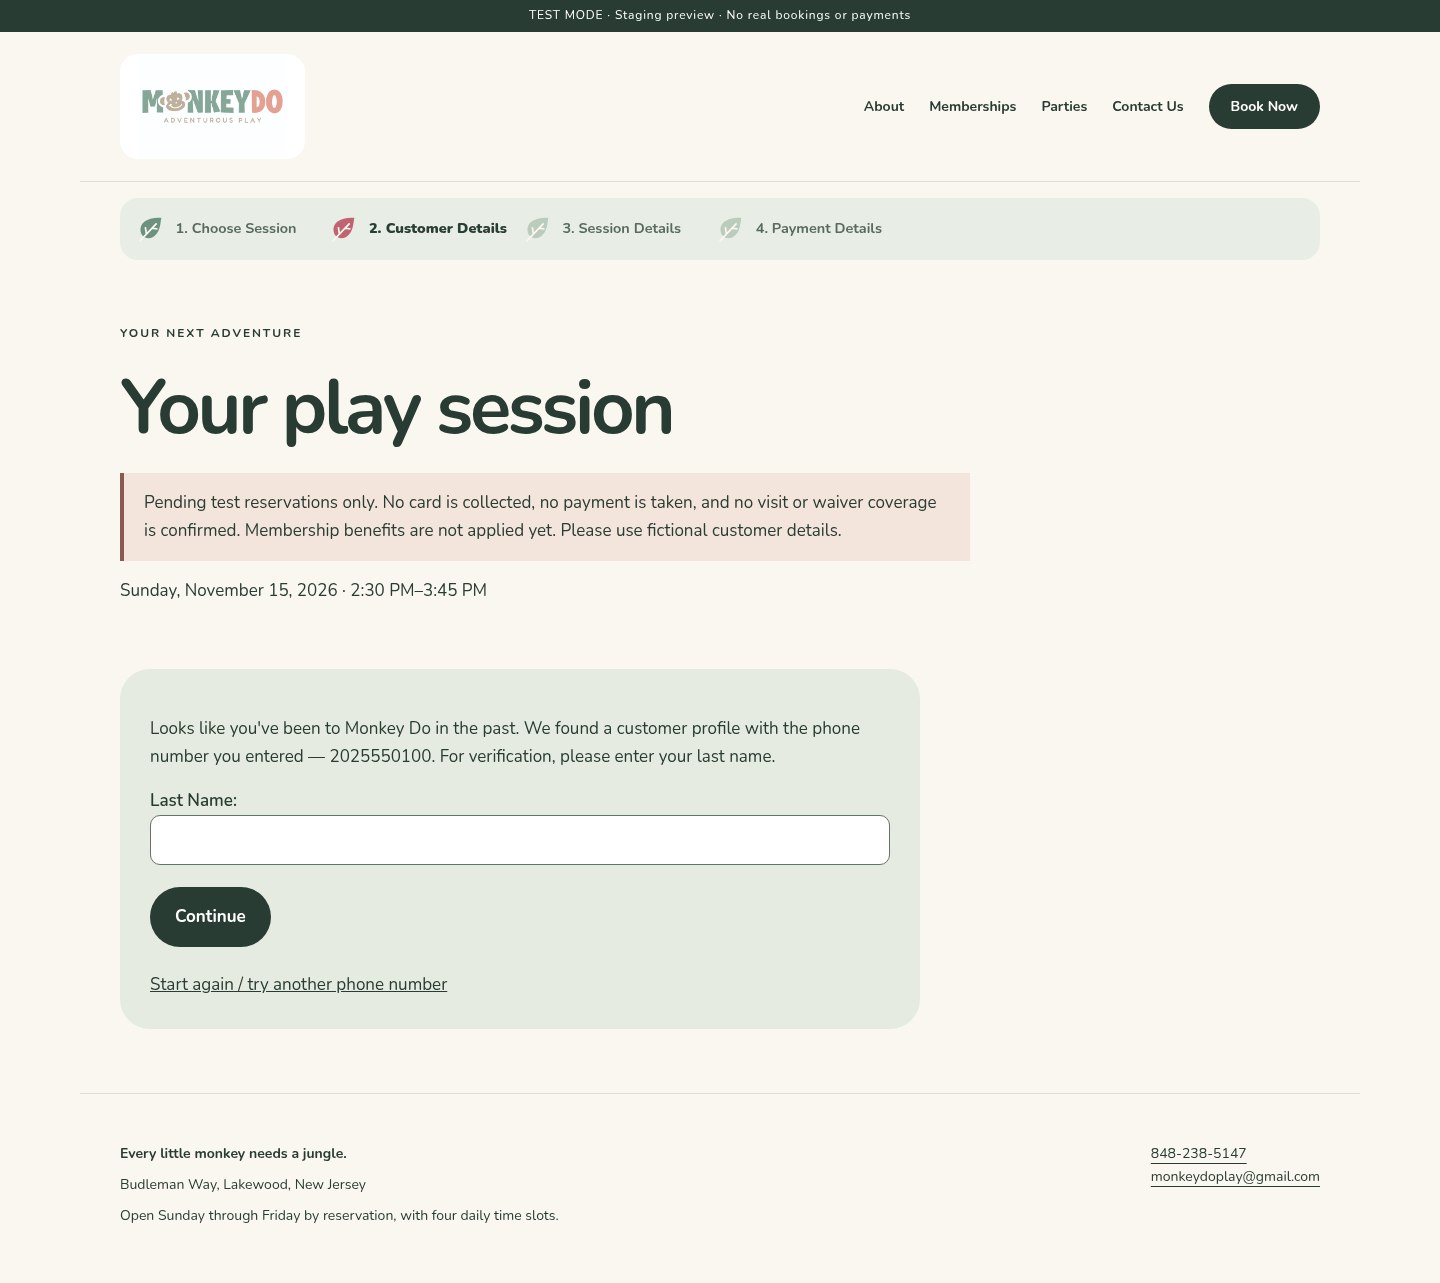 TEST MODE · Staging preview · No real bookings or payments
MONKEYDO
ADVENTUROUS PLAY
About
Memberships
Parties
Contact Us
Book Now
1. Choose Session
2. Customer Details
3. Session Details
4. Payment Details
YOUR NEXT ADVENTURE
Your play session
Pending test reservations only. No card is collected, no payment is taken, and no visit or waiver coverage
is confirmed. Membership benefits are not applied yet. Please use fictional customer details.
Sunday, November 15, 2026 · 2:30 PM–3:45 PM
Looks like you've been to Monkey Do in the past. We found a customer profile with the phone
number you entered — 2025550100. For verification, please enter your last name.
Last Name:
Continue
Start again / try another phone number
Every little monkey needs a jungle.
Budleman Way, Lakewood, New Jersey
Open Sunday through Friday by reservation, with four daily time slots.
848-238-5147
monkeydoplay@gmail.com